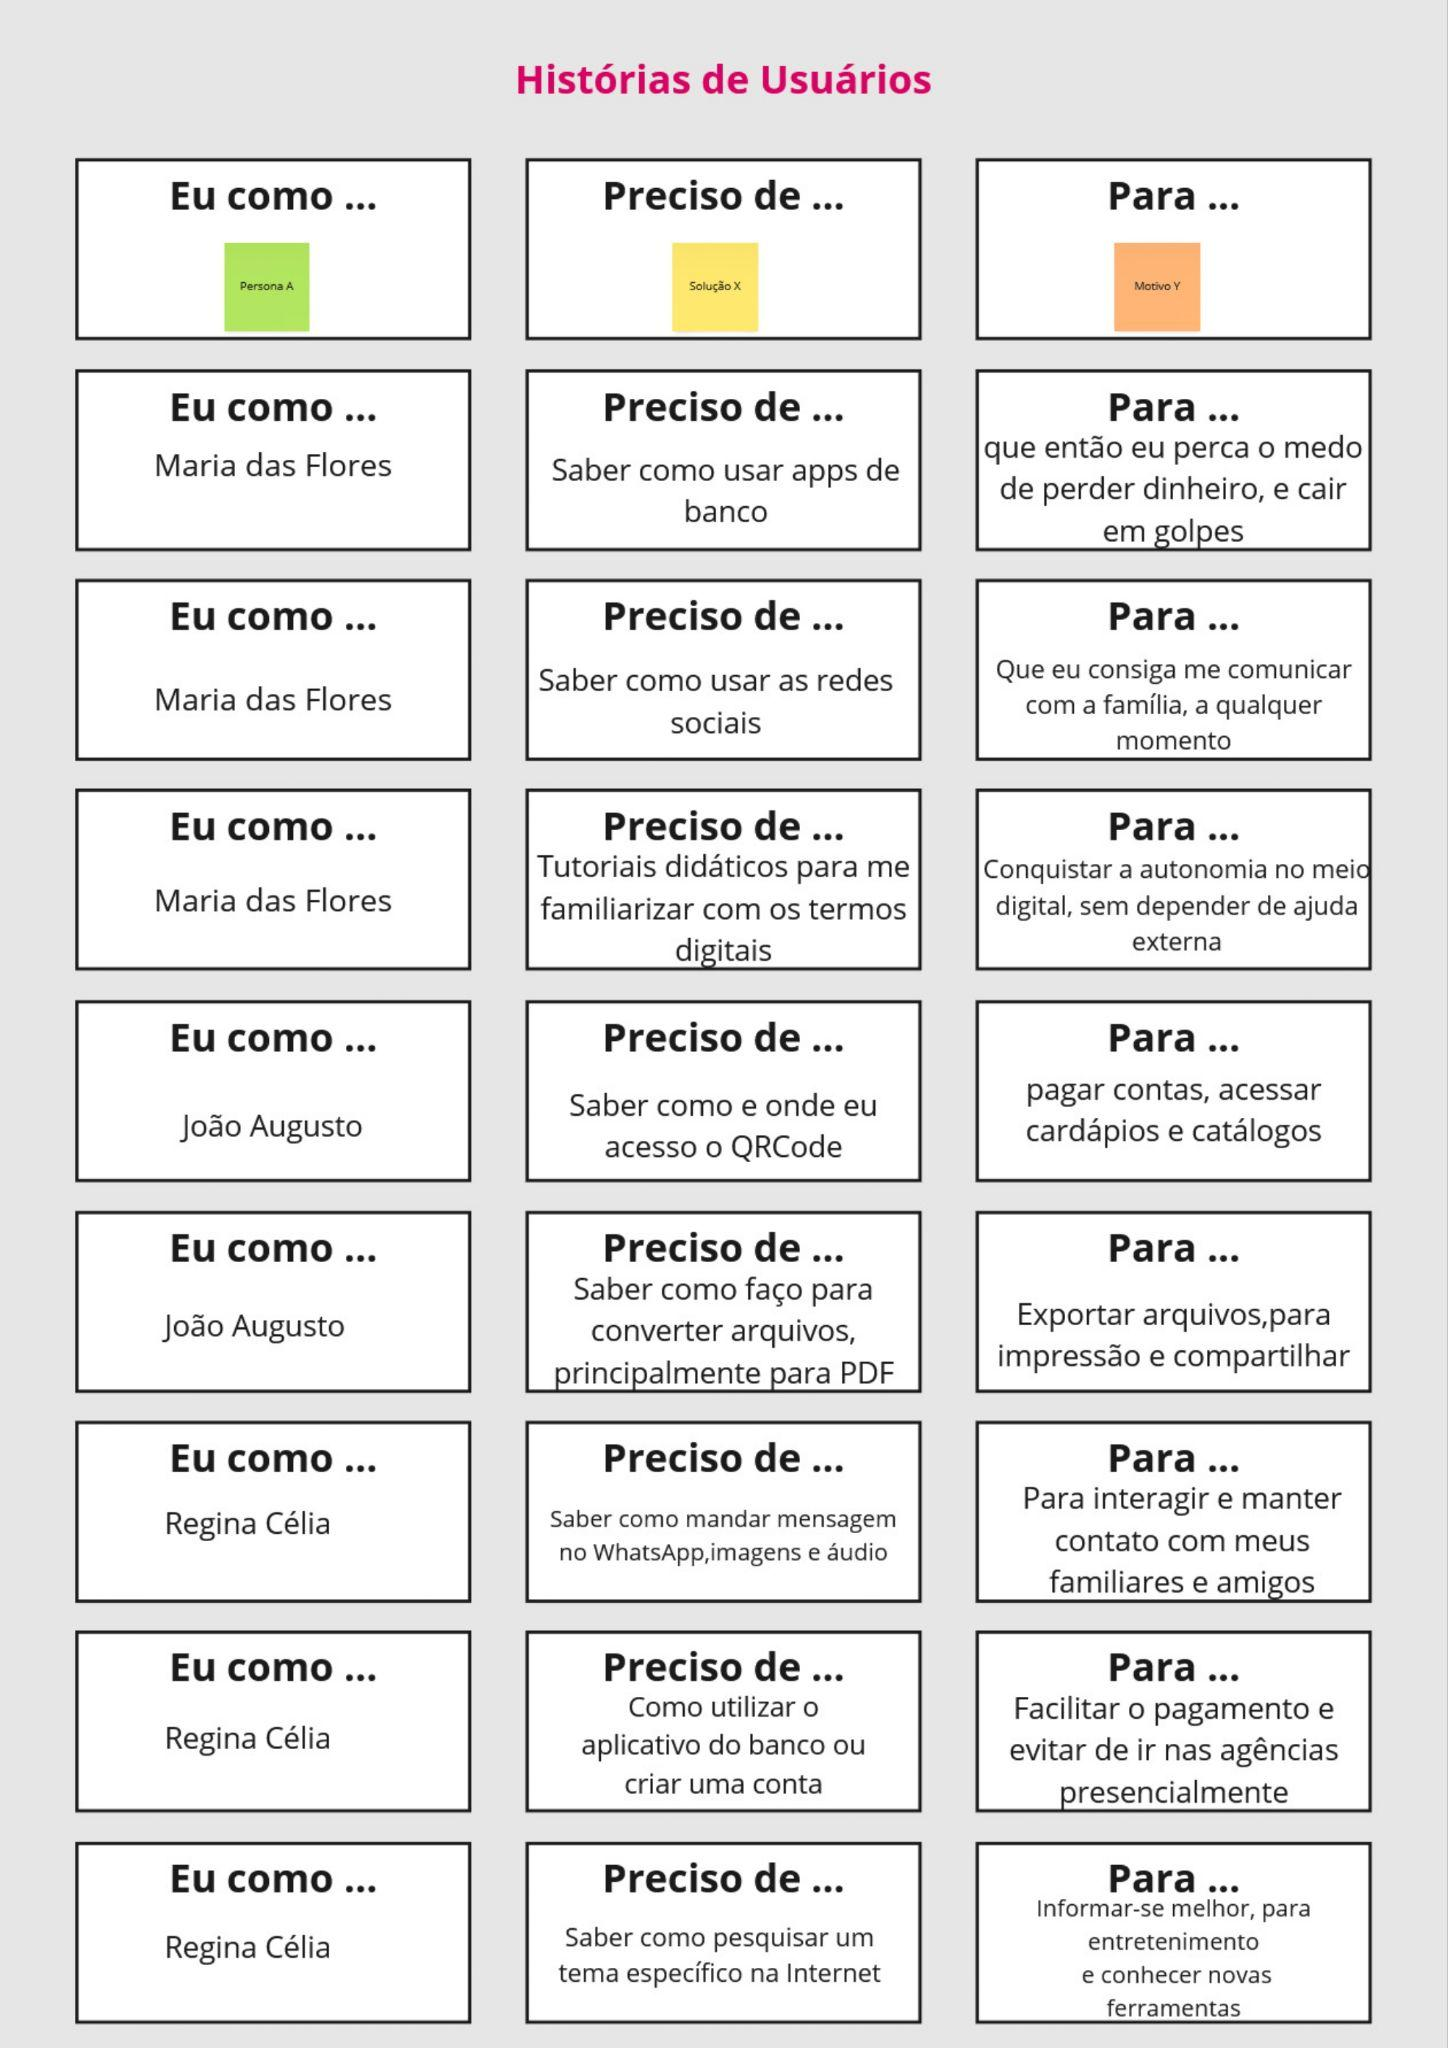 Histórias de Usuários
Eu como ...
Persona A
Preciso de ...
Solução X
Para ...
Motivo Y
Eu como ...
Maria das Flores
Preciso de ...
Saber como usar apps de
banco
Para ...
que então eu perca o medo
de perder dinheiro, e cair
em golpes
Eu como ...
Maria das Flores
Preciso de ...
Saber como usar as redes
sociais
Para ...
Que eu consiga me comunicar
com a família, a qualquer
momento
Eu como ...
Maria das Flores
Preciso de ...
Tutoriais didáticos para me
familiarizar com os termos
digitais
Para ...
Conquistar a autonomia no meio
digital, sem depender de ajuda
externa
Eu como ...
João Augusto
Preciso de ...
Saber como e onde eu
acesso o QRCode
Para ...
pagar contas, acessar
cardápios e catálogos
Eu como ...
João Augusto
Preciso de ...
Saber como faço para
converter arquivos,
principalmente para PDF
Para ...
Exportar arquivos,para
impressão e compartilhar
Eu como ...
Regina Célia
Preciso de ...
Saber como mandar mensagem
no WhatsApp,imagens e áudio
Para ...
Para interagir e manter
contato com meus
familiares e amigos
Eu como ...
Regina Célia
Preciso de ...
Como utilizar o
aplicativo do banco ou
criar uma conta
Para ...
Facilitar o pagamento e
evitar de ir nas agências
presencialmente
Eu como ...
Regina Célia
Preciso de ...
Saber como pesquisar um
tema específico na Internet
Para ...
Informar-se melhor, para
entretenimento
e conhecer novas
ferramentas